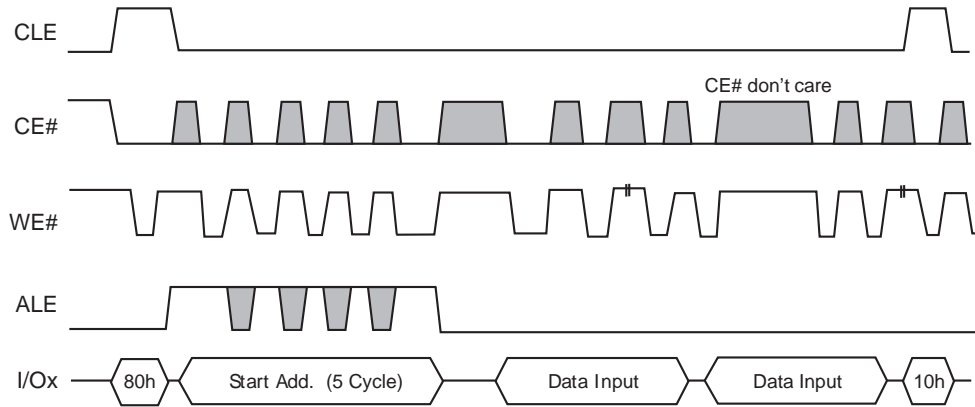 CLE
CE# don't care
CE#
WE#
ALE
I/Ox 80h Start Add. (5 Cycle) Data Input Data Input 10h